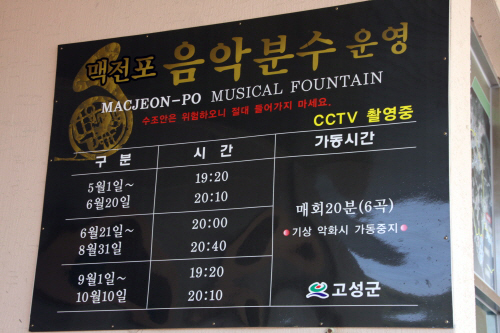 맥전포 음악분수 운영
MACJEON-PO MUSICAL FOUNTAIN
수조안은 위험하오니 절대 들어가지 마세요.
CCTV 촬영중
구 분 시 간 가동시간
5월1일~ 19:20
6월20일 20:10
6월21일~ 20:00
8월31일 20:40
매회20분(6곡)
기상 악화시 가동중지
9월1일~ 19:20
10월10일 20:10
고성군